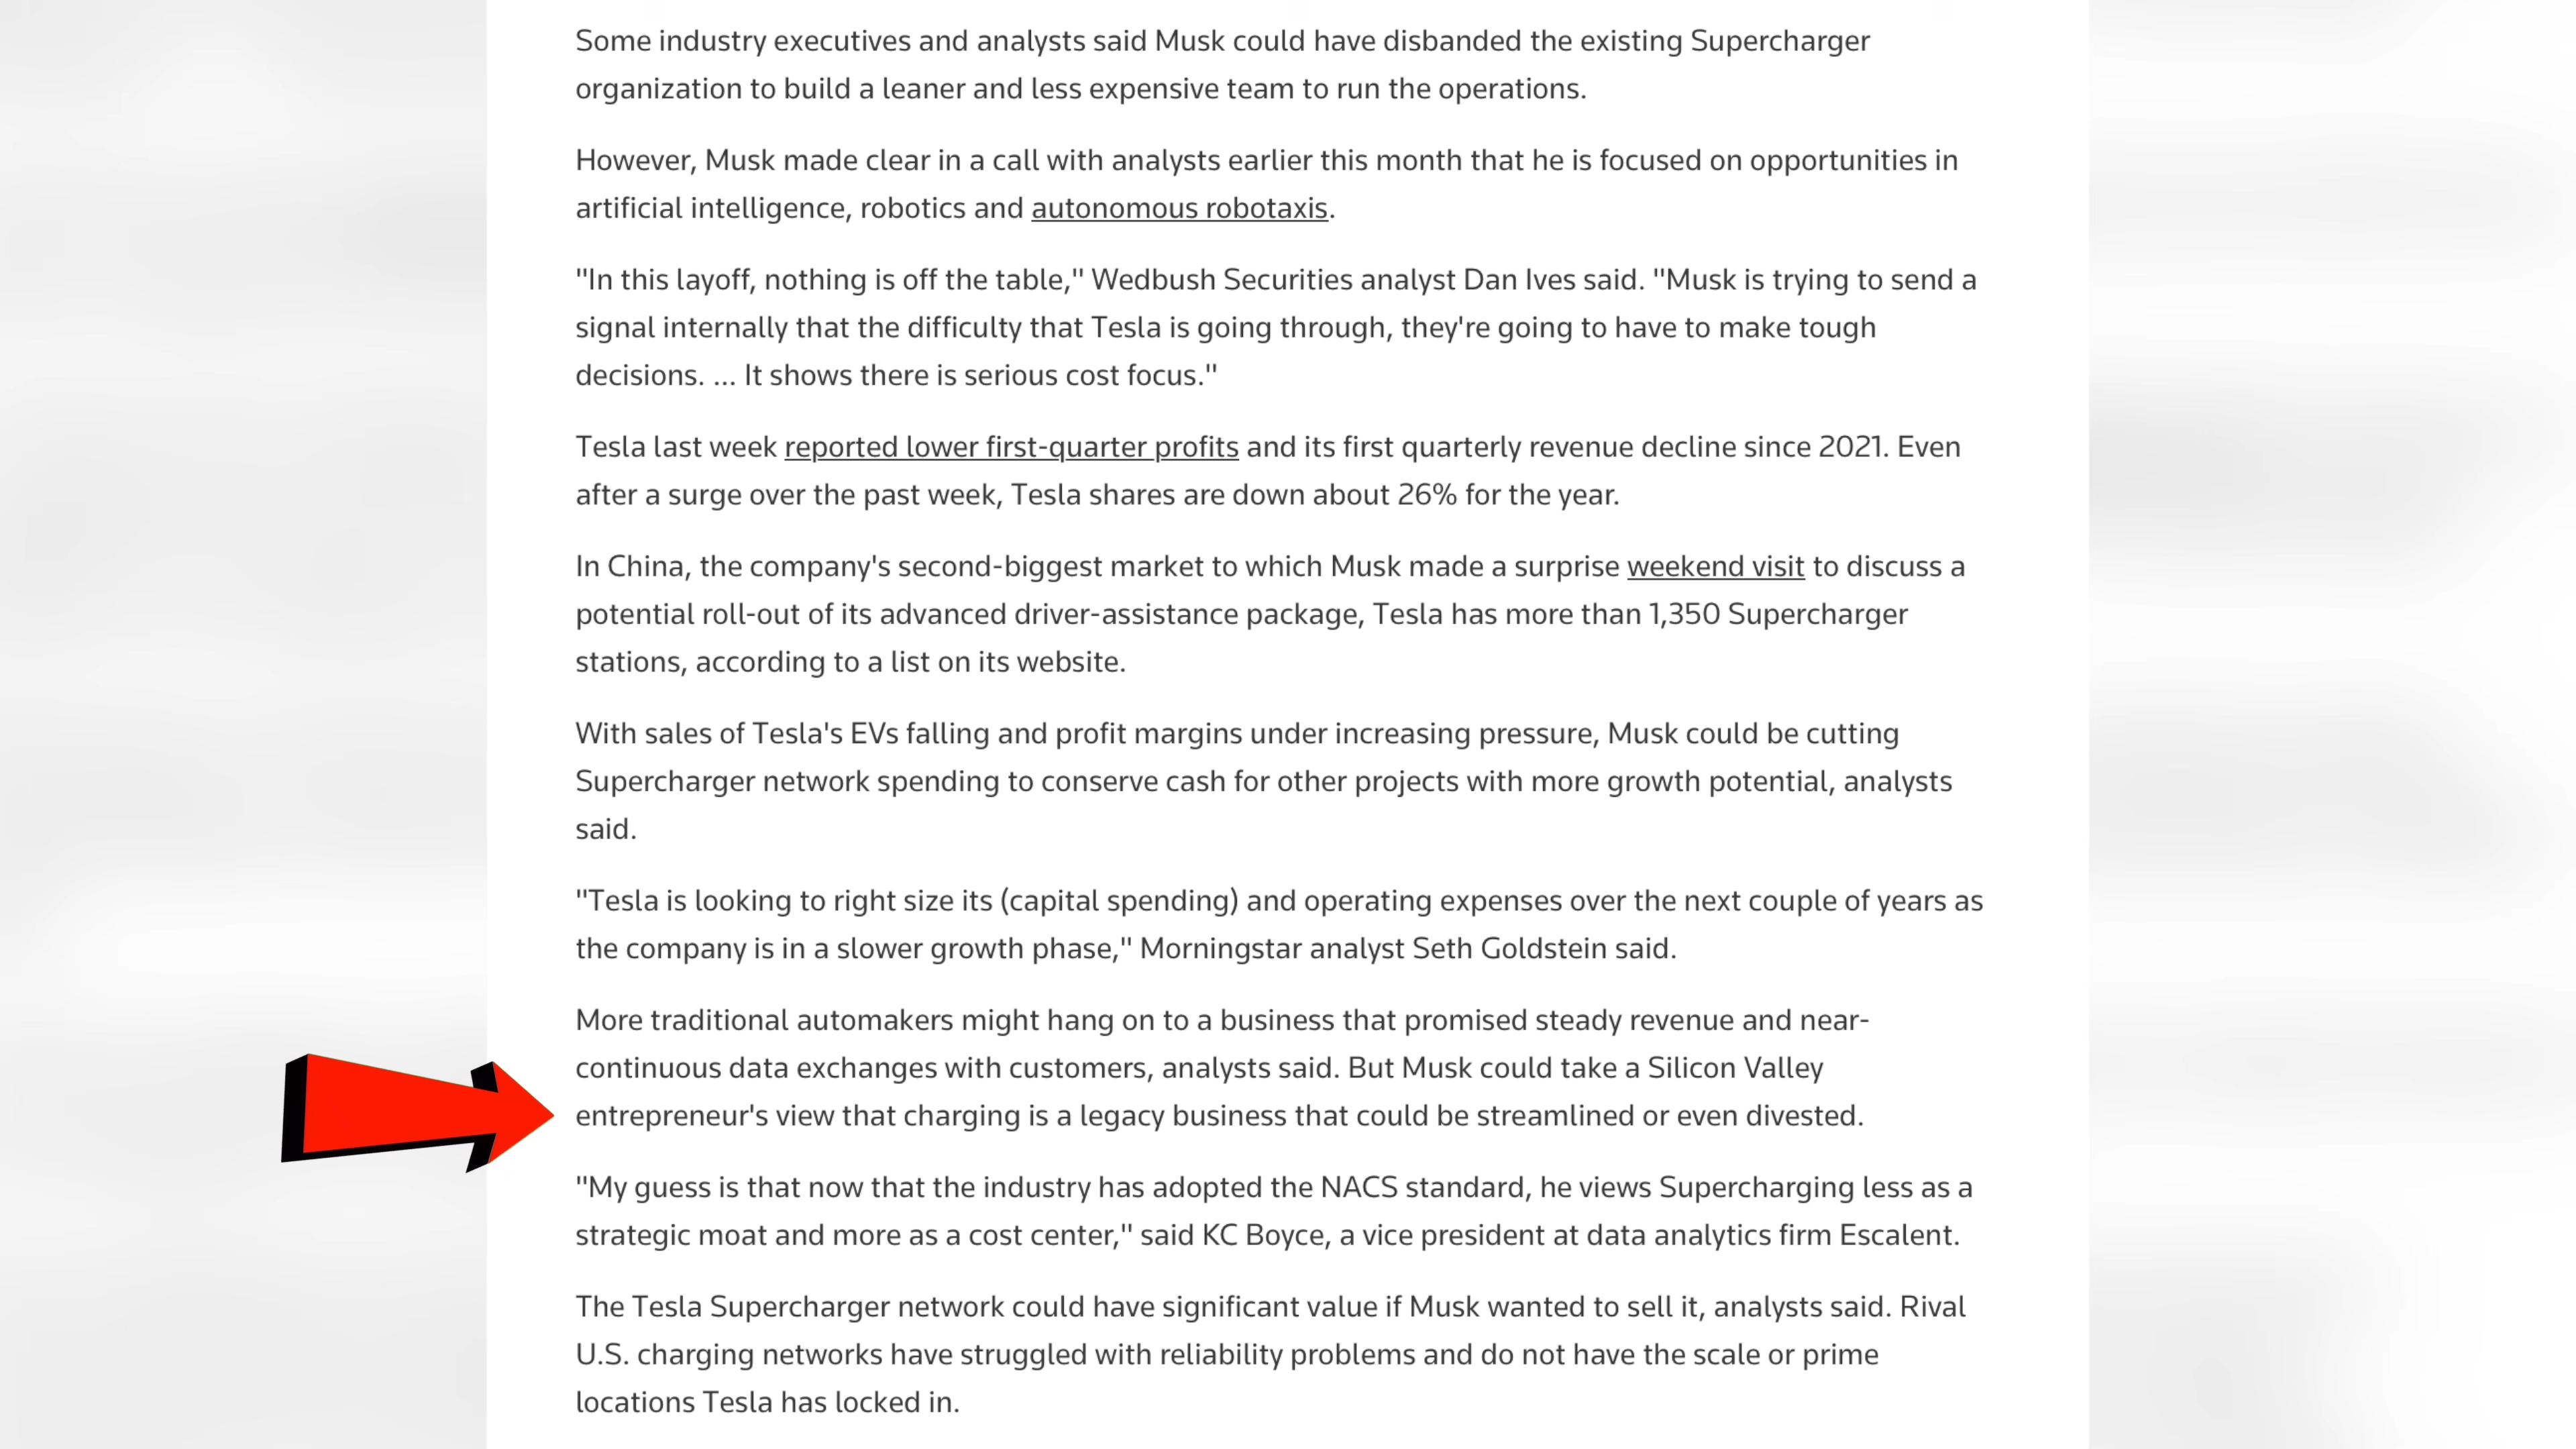 Some industry executives and analysts said Musk could have disbanded the existing Supercharger
organization to build a leaner and less expensive team to run the operations.
However, Musk made clear in a call with analysts earlier this month that he is focused on opportunities in
artificial intelligence, robotics and autonomous robotaxis.
"In this layoff, nothing is off the table," Wedbush Securities analyst Dan Ives said. "Musk is trying to send a
signal internally that the difficulty that Tesla is going through, they're going to have to make tough
decisions. ... It shows there is serious cost focus."
Tesla last week reported lower first-quarter profits and its first quarterly revenue decline since 2021. Even
after a surge over the past week, Tesla shares are down about 26% for the year.
In China, the company's second-biggest market to which Musk made a surprise weekend visit to discuss a
potential roll-out of its advanced driver-assistance package, Tesla has more than 1,350 Supercharger
stations, according to a list on its website.
With sales of Tesla's EVs falling and profit margins under increasing pressure, Musk could be cutting
Supercharger network spending to conserve cash for other projects with more growth potential, analysts
said.
"Tesla is looking to right size its (capital spending) and operating expenses over the next couple of years as
the company is in a slower growth phase," Morningstar analyst Seth Goldstein said.
More traditional automakers might hang on to a business that promised steady revenue and near-
continuous data exchanges with customers, analysts said. But Musk could take a Silicon Valley
entrepreneur's view that charging is a legacy business that could be streamlined or even divested.
"My guess is that now that the industry has adopted the NACS standard, he views Supercharging less as a
strategic moat and more as a cost center," said KC Boyce, a vice president at data analytics firm Escalent.
The Tesla Supercharger network could have significant value if Musk wanted to sell it, analysts said. Rival
U.S. charging networks have struggled with reliability problems and do not have the scale or prime
locations Tesla has locked in.